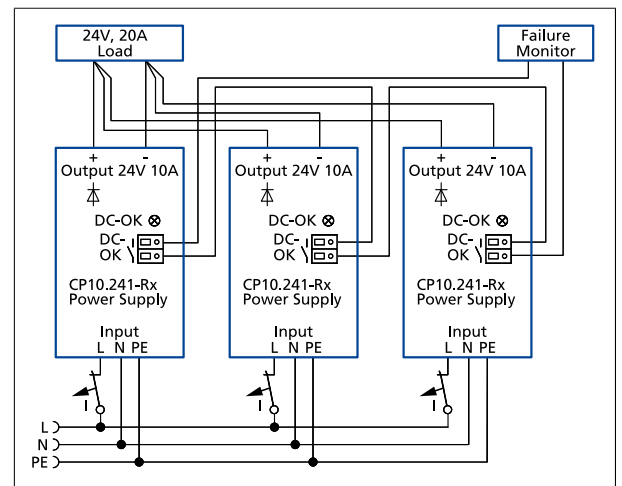 24V, 20A
Load
Failure
Monitor
+ -
Output 24V 10A
DC-OK
DC-
OK
CP10.241-Rx
Power Supply
Input
L N PE
I
+ -
Output 24V 10A
DC-OK
DC-
OK
CP10.241-Rx
Power Supply
Input
L N PE
I
+ -
Output 24V 10A
DC-OK
DC-
OK
CP10.241-Rx
Power Supply
Input
L N PE
I
L
N
PE